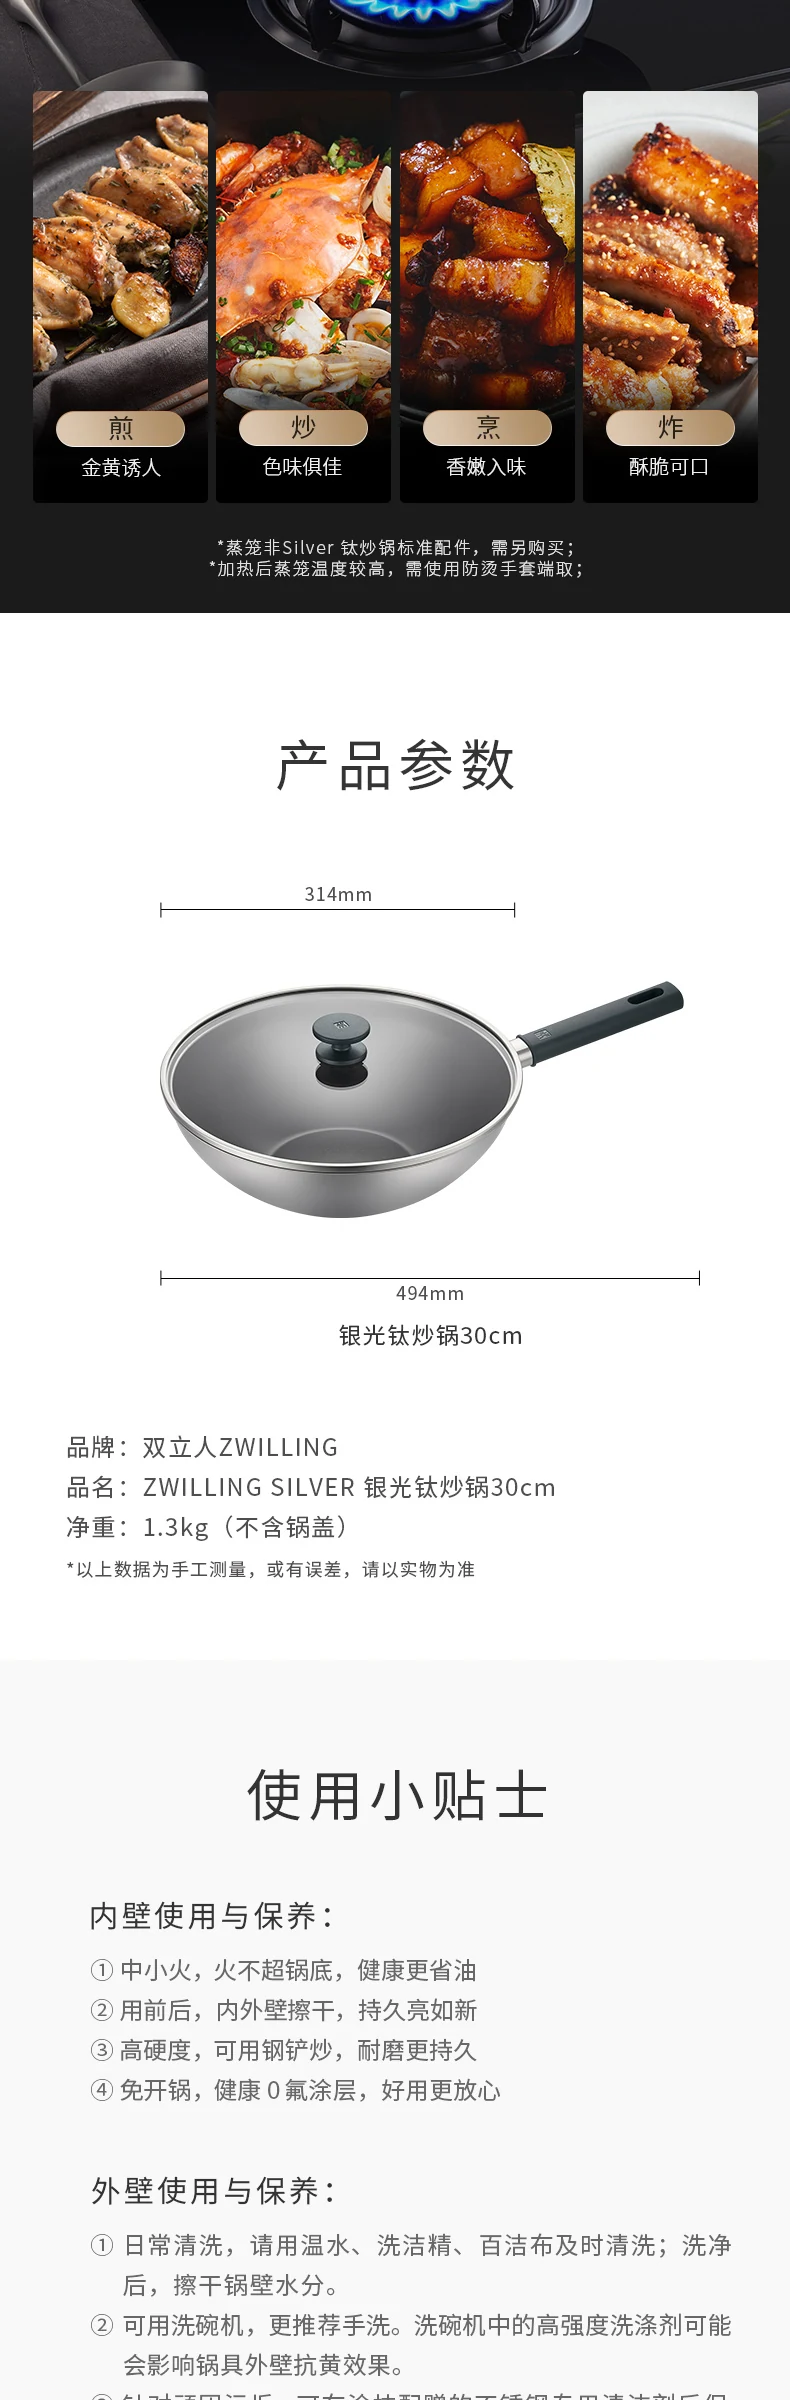 煎
炒
烹
炸
金黄诱人
色味俱佳
香嫩入味
酥脆可口
*蒸笼非Silver 钛炒锅标准配件，需另购买；
*加热后蒸笼温度较高，需使用防烫手套端取；
产品参数
314mm
494mm
银光钛炒锅30cm
品牌：双立人ZWILLING
品名：ZWILLING SILVER 银光钛炒锅30cm
净重：1.3kg（不含锅盖）
*以上数据为手工测量，或有误差，请以实物为准
使用小贴士
内壁使用与保养：
① 中小火，火不超锅底，健康更省油
② 用前后，内外壁擦干，持久亮如新
③ 高硬度，可用钢铲炒，耐磨更持久
④ 免开锅，健康 0 氟涂层，好用更放心
外壁使用与保养：
① 日常清洗，请用温水、洗洁精、百洁布及时清洗；洗净
后，擦干锅壁水分。
② 可用洗碗机，更推荐手洗。洗碗机中的高强度洗涤剂可能
会影响锅具外壁抗黄效果。